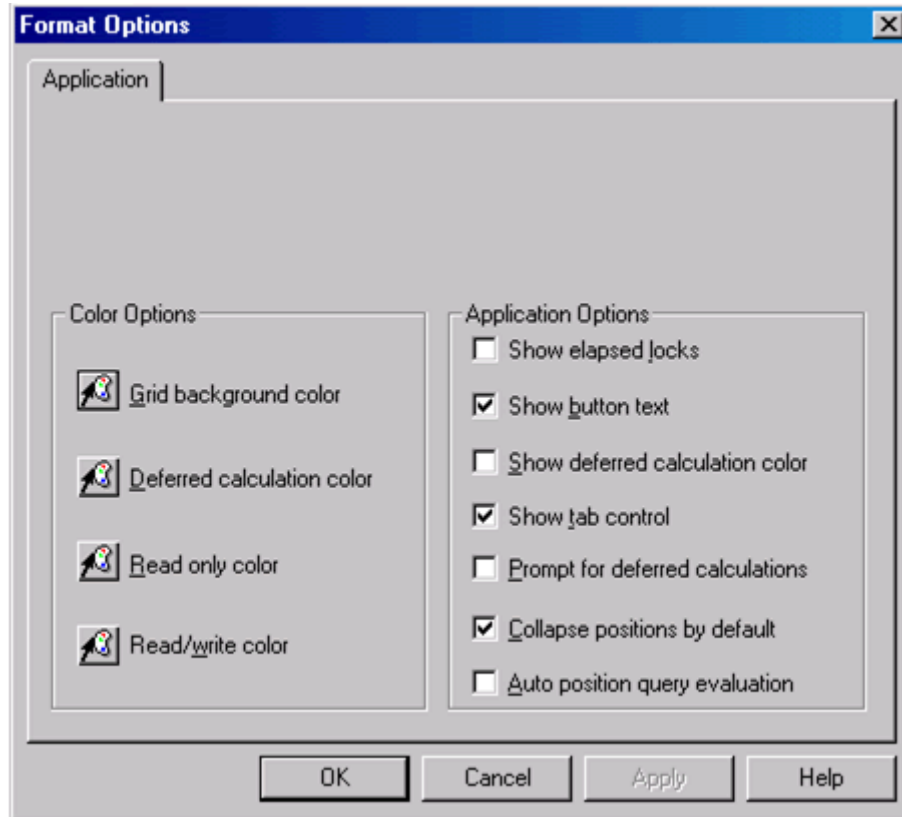 Format Options
Application
Color Options
Grid background color
Deferred calculation color
Read only color
Read/write color
Application Options
Show elapsed locks
Show button text
Show deferred calculation color
Show tab control
Prompt for deferred calculations
Collapse positions by default
Auto position query evaluation
OK Cancel Apply Help